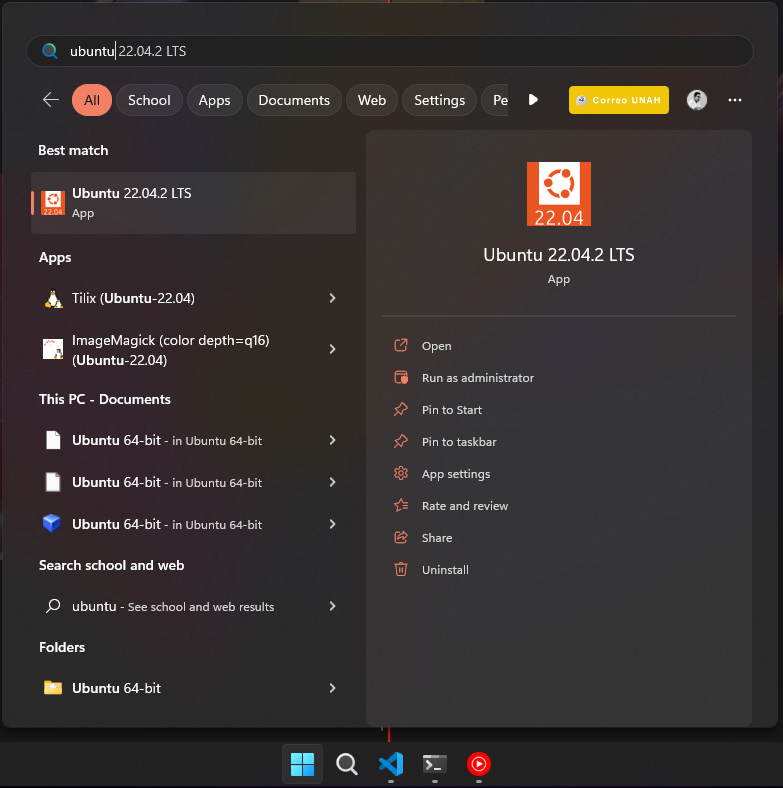 ubuntu 22.04.2 LTS
All School Apps Documents Web Settings Pe Correo UNAH
Best match
Ubuntu 22.04.2 LTS
App
Apps
Tilix (Ubuntu-22.04)
ImageMagick (color depth=q16)
(Ubuntu-22.04)
This PC - Documents
Ubuntu 64-bit - in Ubuntu 64-bit
Ubuntu 64-bit - in Ubuntu 64-bit
Ubuntu 64-bit - in Ubuntu 64-bit
Search school and web
ubuntu - See school and web results
Folders
Ubuntu 64-bit
22.04
22.04
Ubuntu 22.04.2 LTS
App
Open
Run as administrator
Pin to Start
Pin to taskbar
App settings
Rate and review
Share
Uninstall